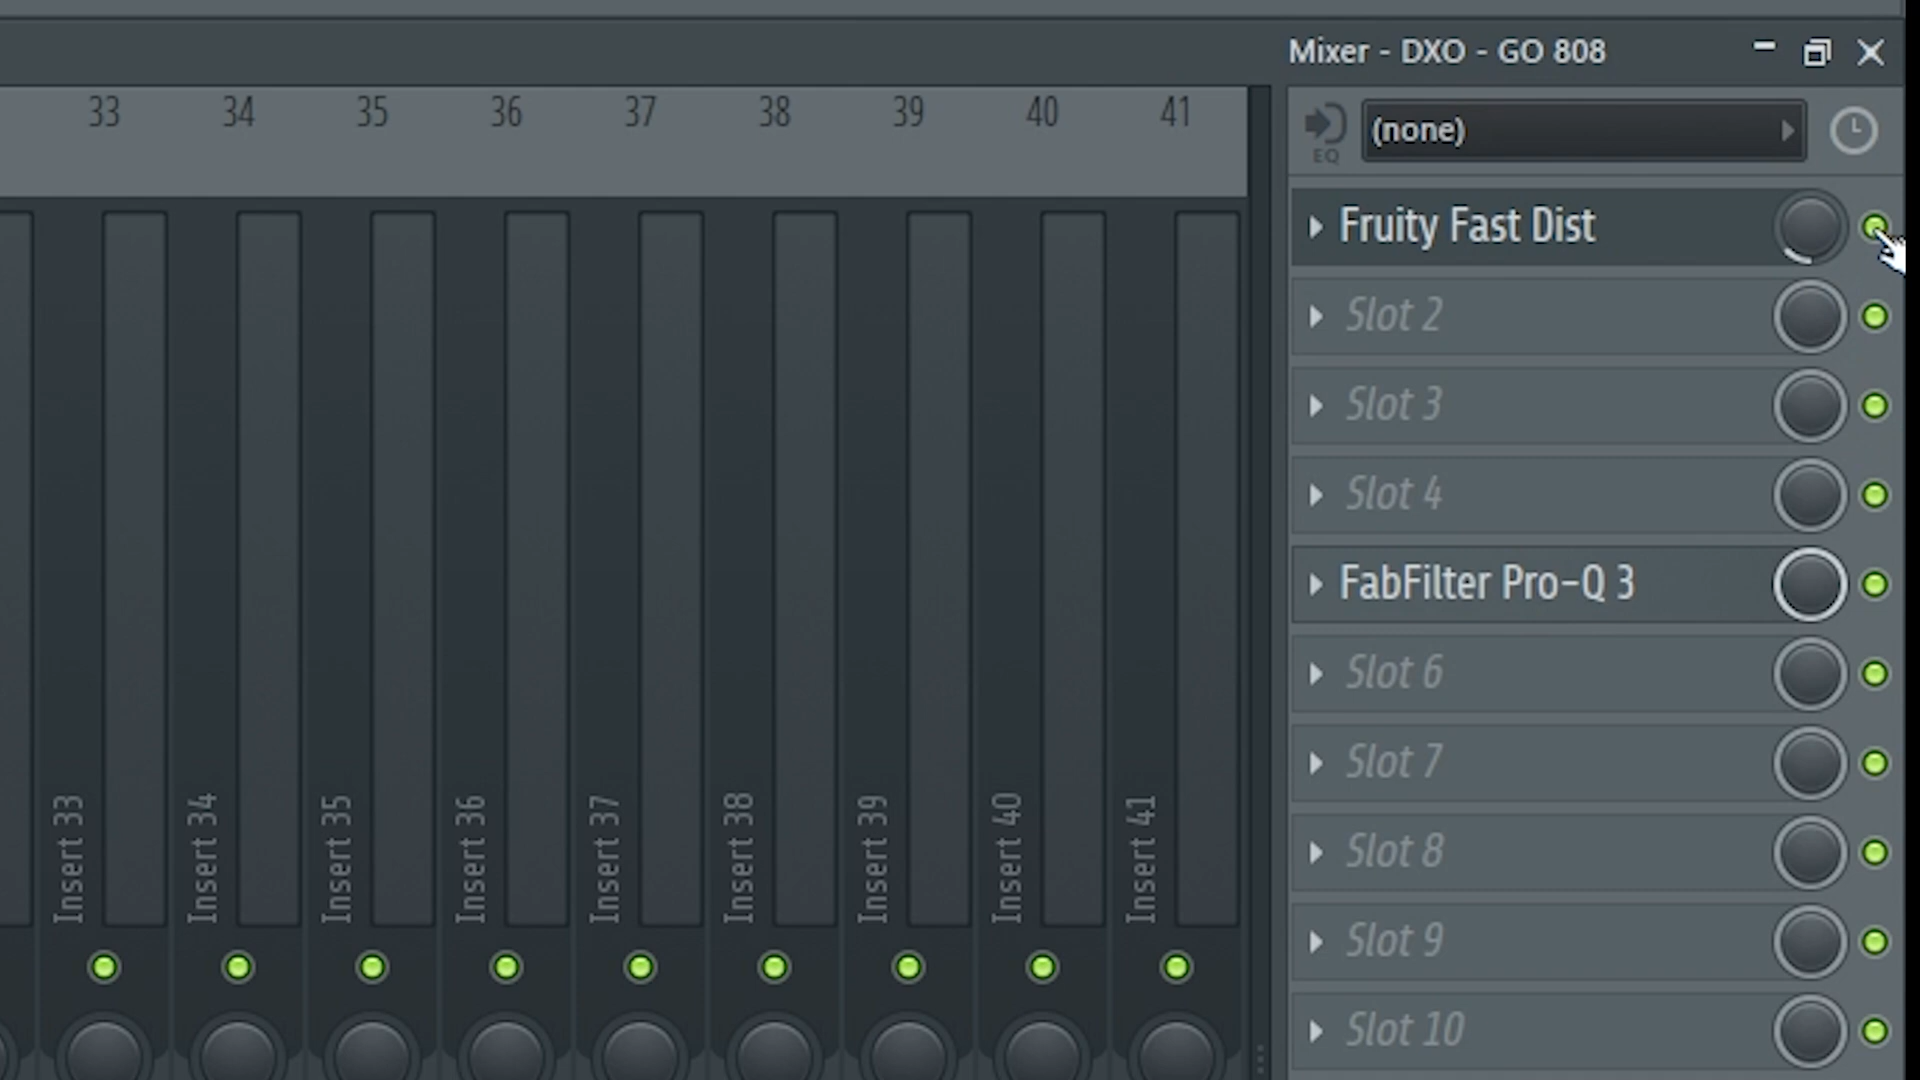 Mixer - DXO - GO 808
33 34 35 36 37 38 39 40 41
EQ
(none)
Fruity Fast Dist
Slot 2
Slot 3
Slot 4
FabFilter Pro-Q 3
Slot 6
Slot 7
Slot 8
Slot 9
Slot 10
Insert 33
Insert 34
Insert 35
Insert 36
Insert 37
Insert 38
Insert 39
Insert 40
Insert 41